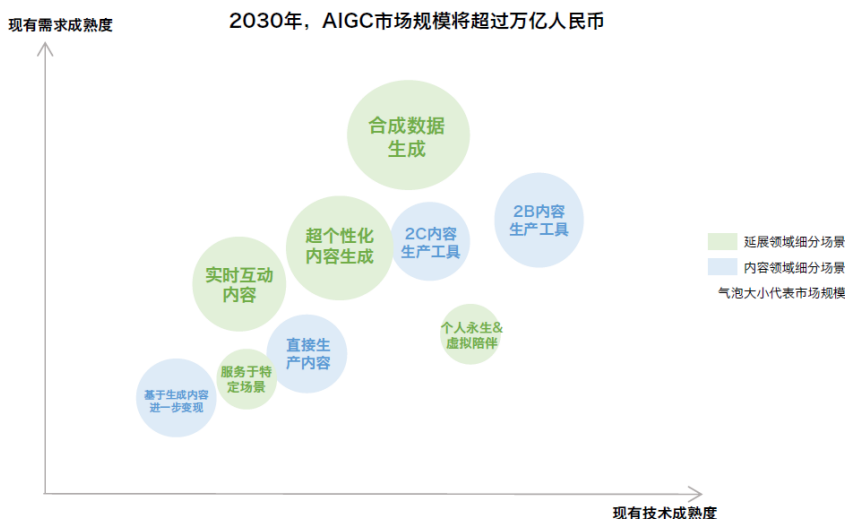 2030年，AIGC市场规模将超过万亿人民币
现有需求成熟度
合成数据
生成
2B内容
生产工具
超个性化
内容生成
2C内容
生产工具
实时互动
内容
个人永生&
虚拟陪伴
直接生
产内容
服务于特
定场景
基于生成内容
进一步变现
延展领域细分场景
内容领域细分场景
气泡大小代表市场规模
现有技术成熟度